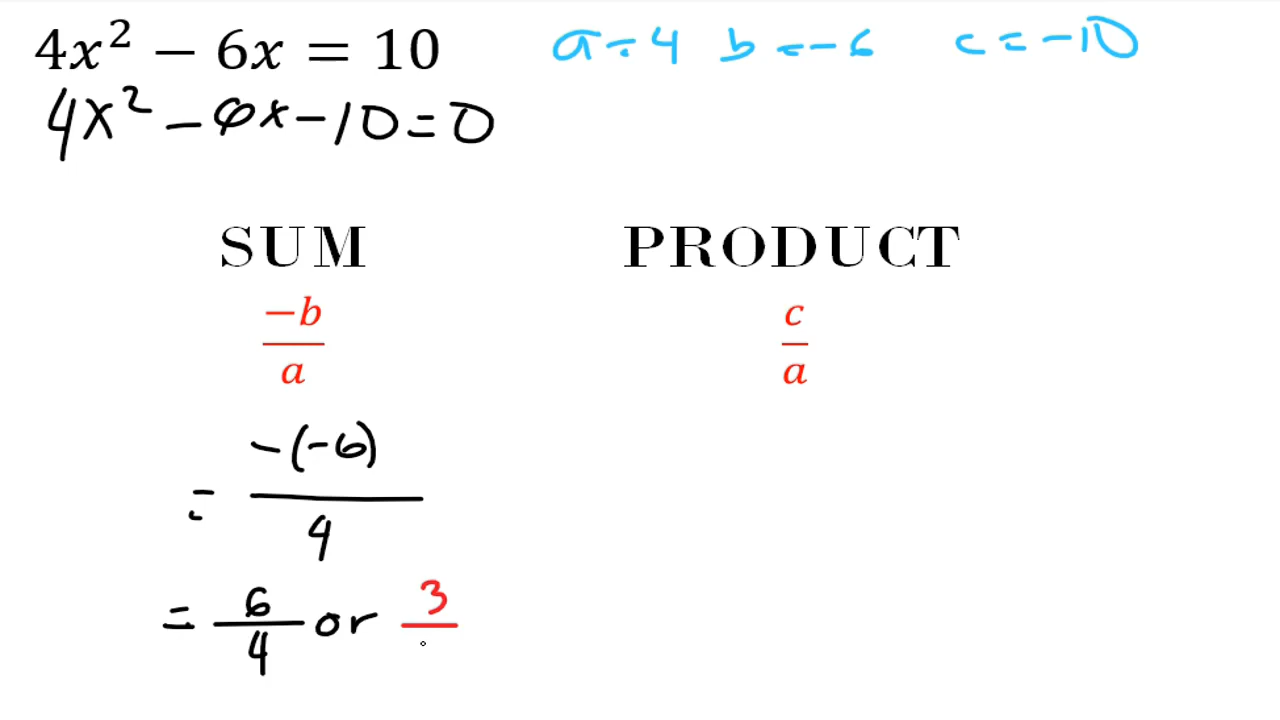 4x² − 6x = 10 a = 4 b = −6 c = −10
4x² − 6x − 10 = 0
SUM PRODUCT
−b/a c/a
= −(−6)/4
= 6/4 or 3/